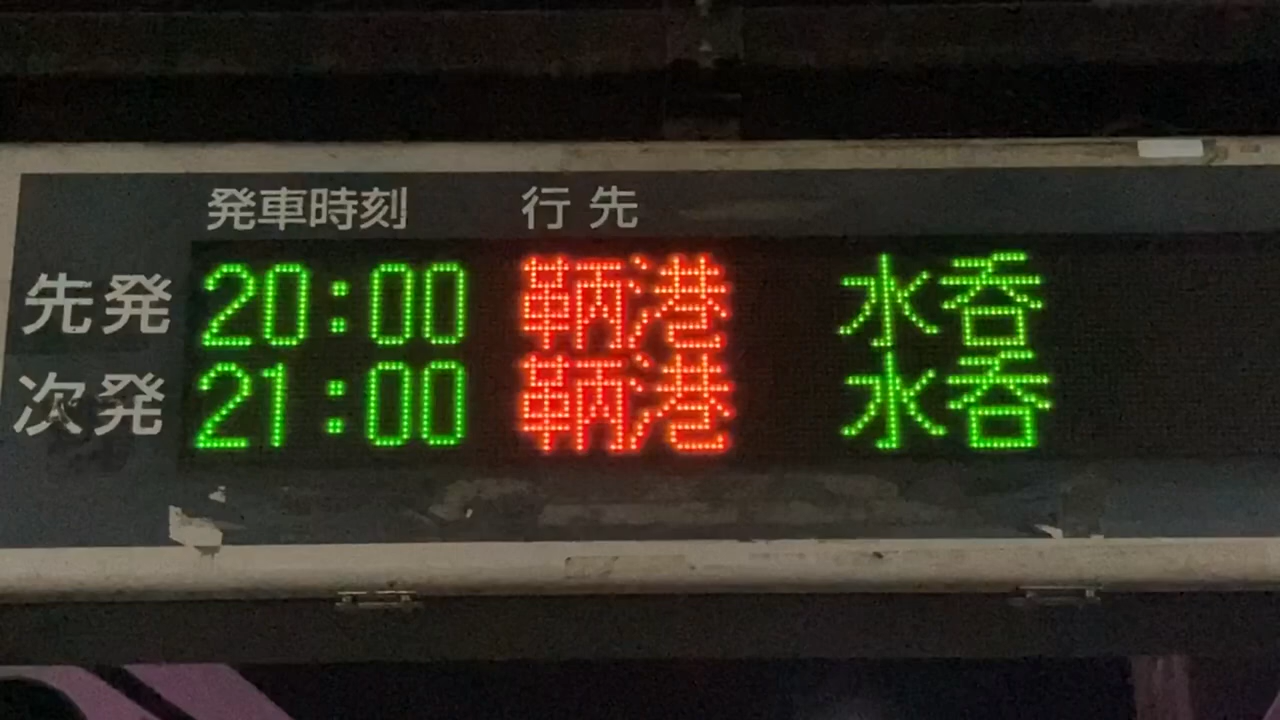 発車時刻 行先
先発 20:00 鞆港 水呑
次発 21:00 鞆港 水呑